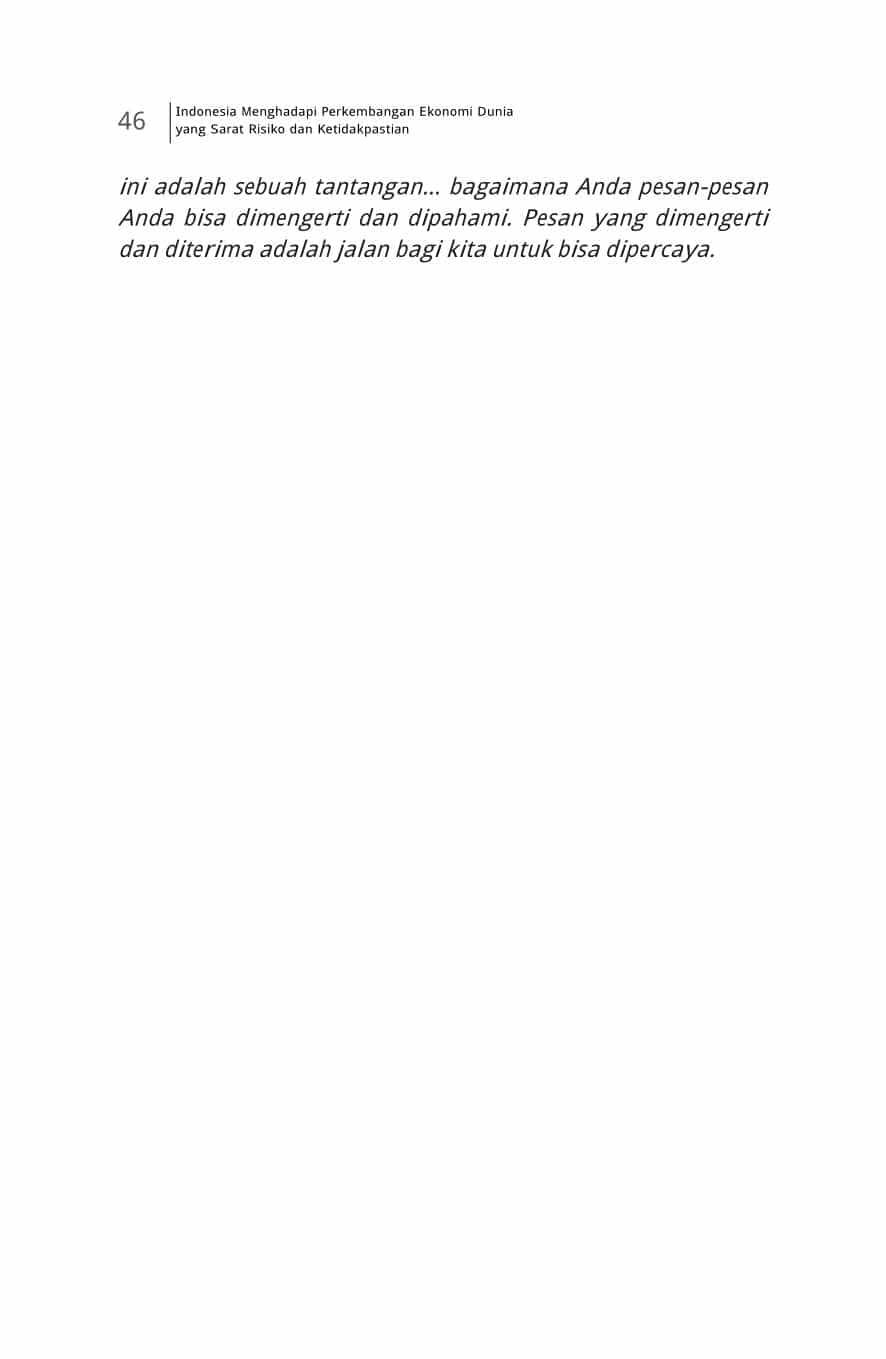 46
Indonesia Menghadapi Perkembangan Ekonomi Dunia
yang Sarat Risiko dan Ketidakpastian
ini adalah sebuah tantangan... bagaimana Anda pesan-pesan
Anda bisa dimengerti dan dipahami. Pesan yang dimengerti
dan diterima adalah jalan bagi kita untuk bisa dipercaya.